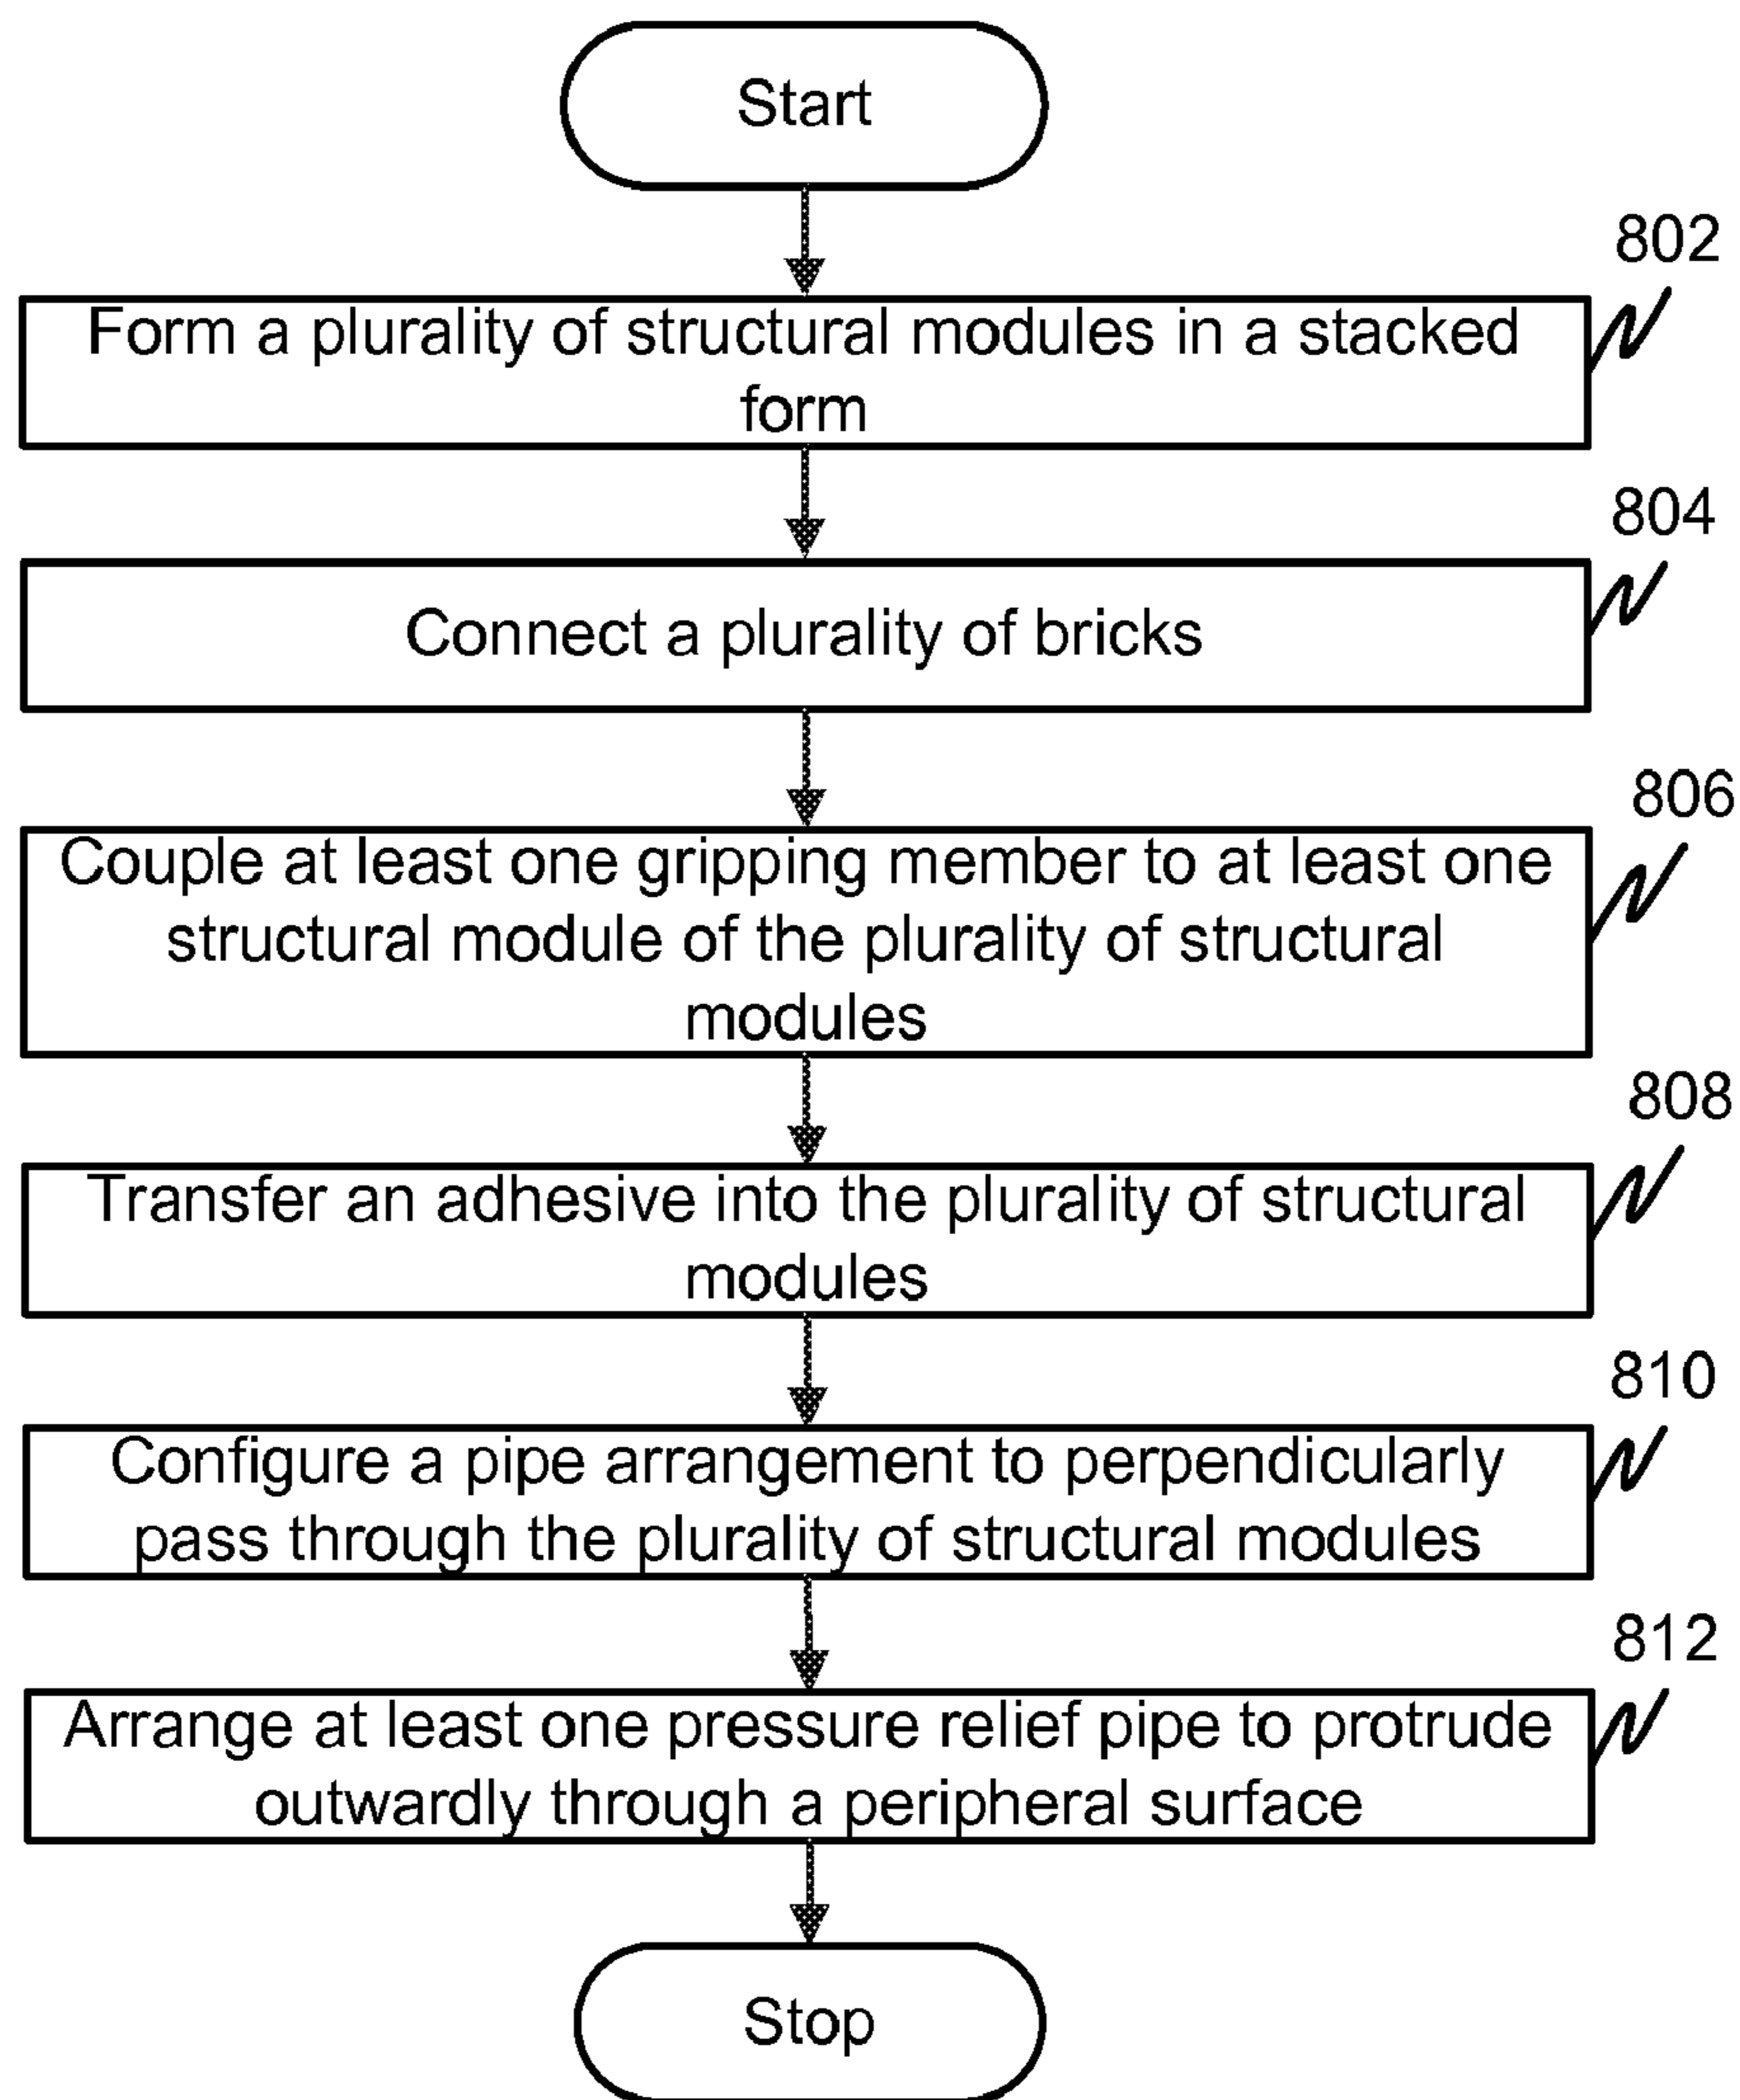 Start
802
Form a plurality of structural modules in a stacked
form
804
Connect a plurality of bricks
806
Couple at least one gripping member to at least one
structural module of the plurality of structural
modules
808
Transfer an adhesive into the plurality of structural
modules
810
Configure a pipe arrangement to perpendicularly
pass through the plurality of structural modules
812
Arrange at least one pressure relief pipe to protrude
outwardly through a peripheral surface
Stop